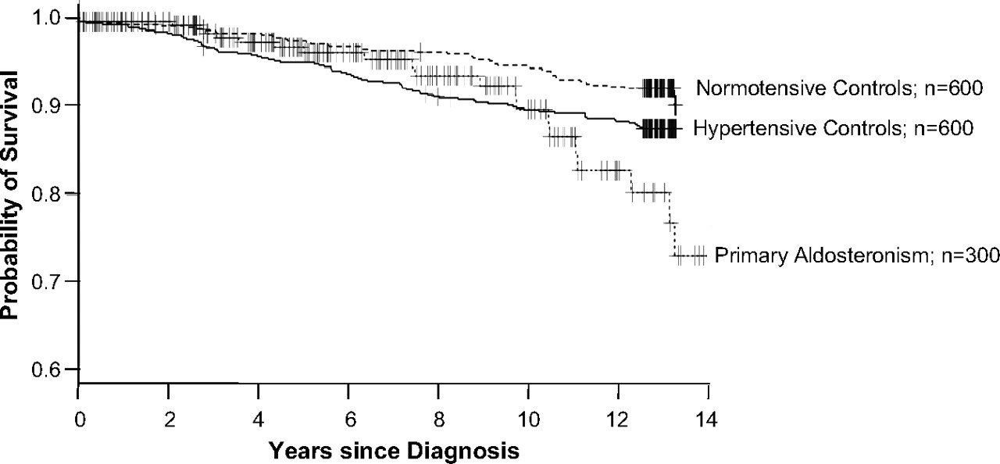 Probability of Survival
1.0
0.9
0.8
0.7
0.6
Normotensive Controls; n=600
Hypertensive Controls; n=600
Primary Aldosteronism; n=300
0 2 4 6 8 10 12 14
Years since Diagnosis